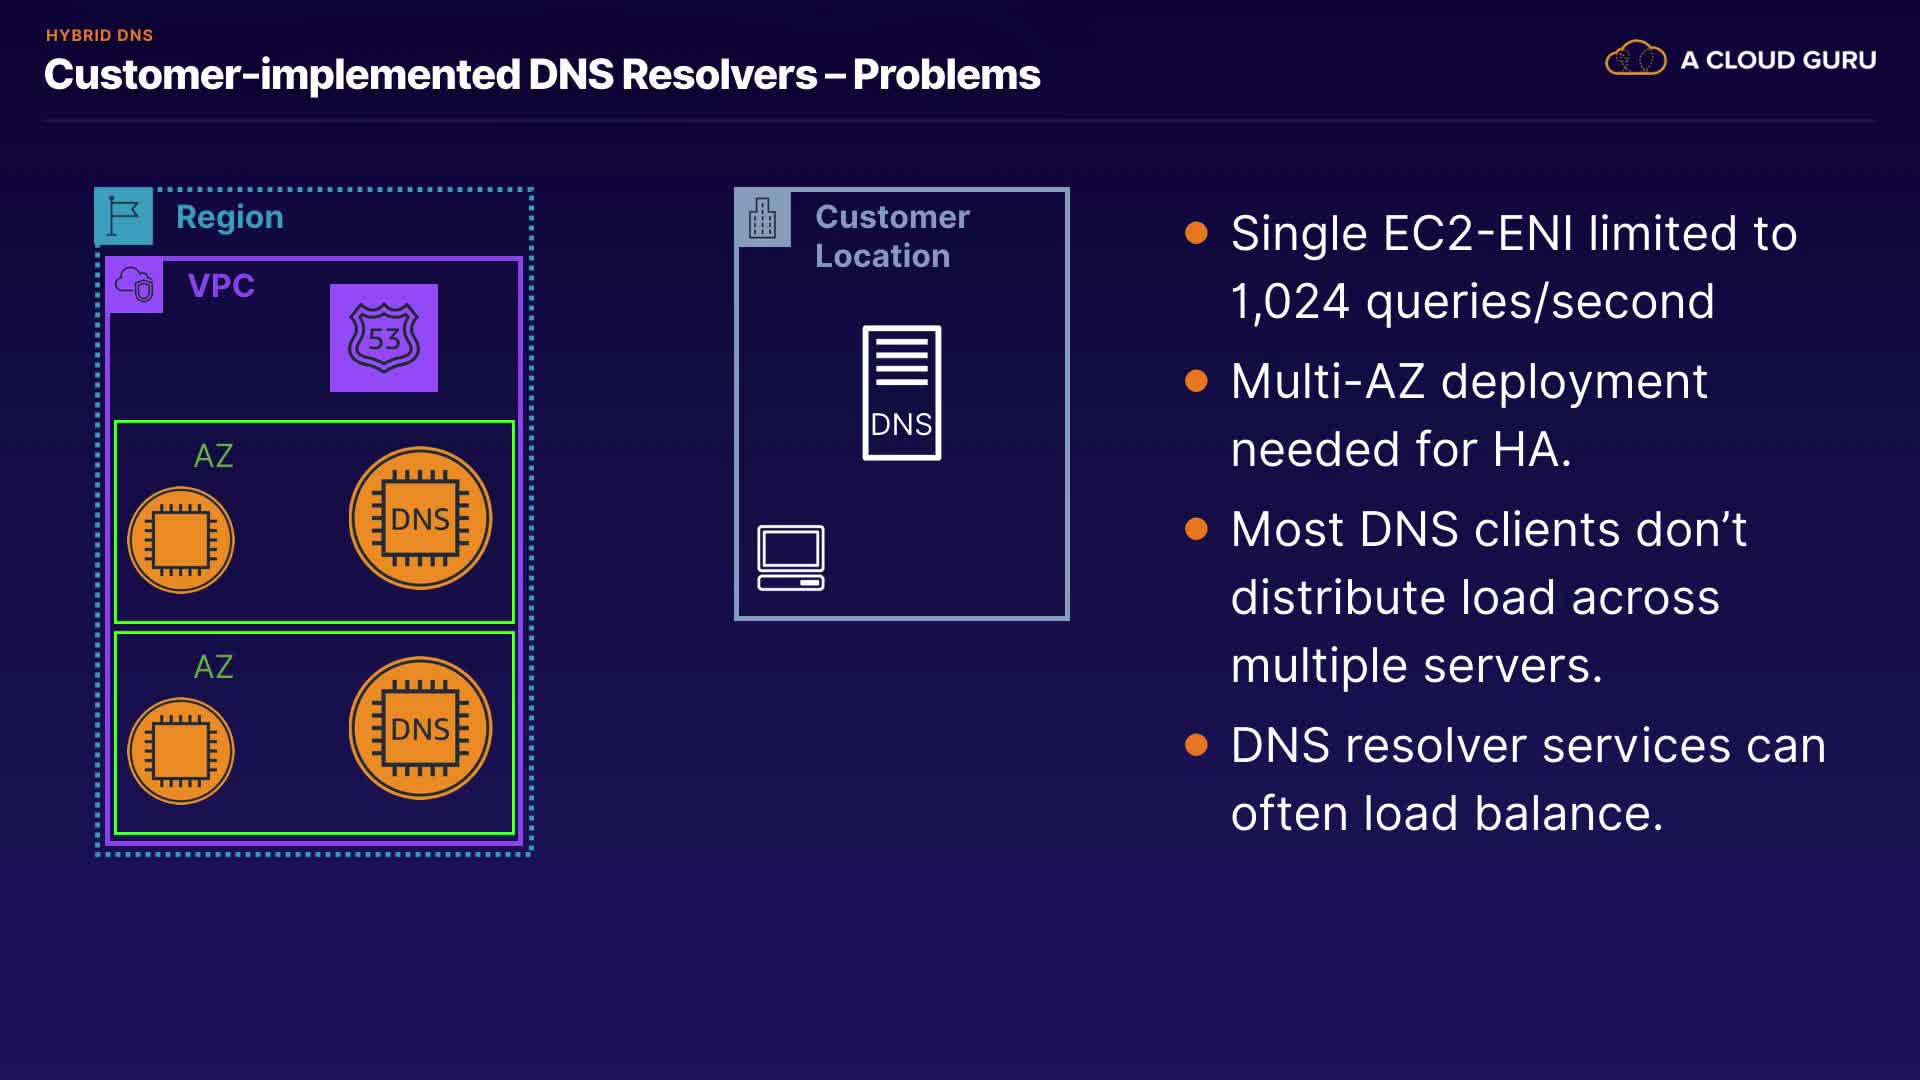 HYBRID DNS
Customer-implemented DNS Resolvers – Problems
A CLOUD GURU
Region
VPC
53
AZ
DNS
AZ
DNS
Customer
Location
DNS
Single EC2-ENI limited to
1,024 queries/second
Multi-AZ deployment
needed for HA.
Most DNS clients don’t
distribute load across
multiple servers.
DNS resolver services can
often load balance.